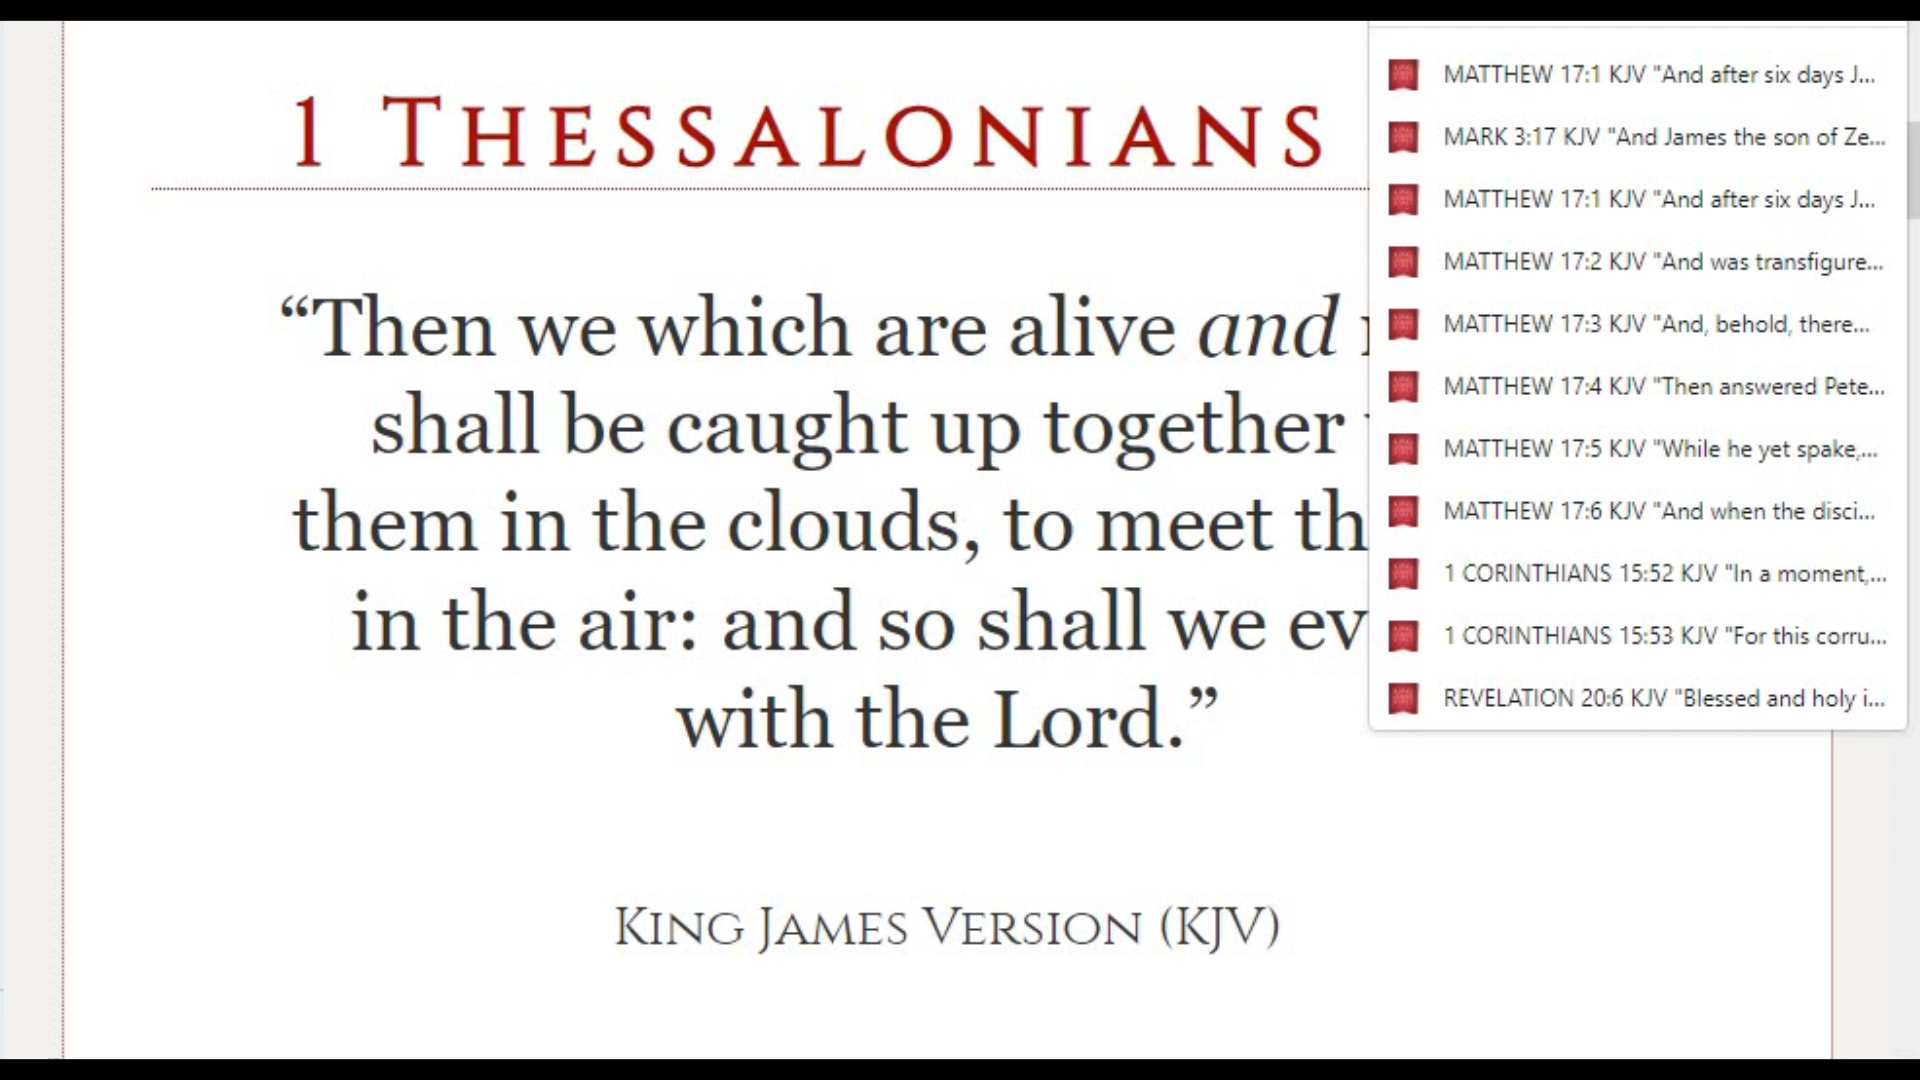 1 THESSALONIANS
“Then we which are alive and
shall be caught up together
them in the clouds, to meet th
in the air: and so shall we ev
with the Lord.”
KING JAMES VERSION (KJV)
MATTHEW 17:1 KJV "And after six days J...
MARK 3:17 KJV "And James the son of Ze...
MATTHEW 17:1 KJV "And after six days J...
MATTHEW 17:2 KJV "And was transfigure...
MATTHEW 17:3 KJV "And, behold, there...
MATTHEW 17:4 KJV "Then answered Pete...
MATTHEW 17:5 KJV "While he yet spake,...
MATTHEW 17:6 KJV "And when the disci...
1 CORINTHIANS 15:52 KJV "In a moment,...
1 CORINTHIANS 15:53 KJV "For this corru...
REVELATION 20:6 KJV "Blessed and holy i...